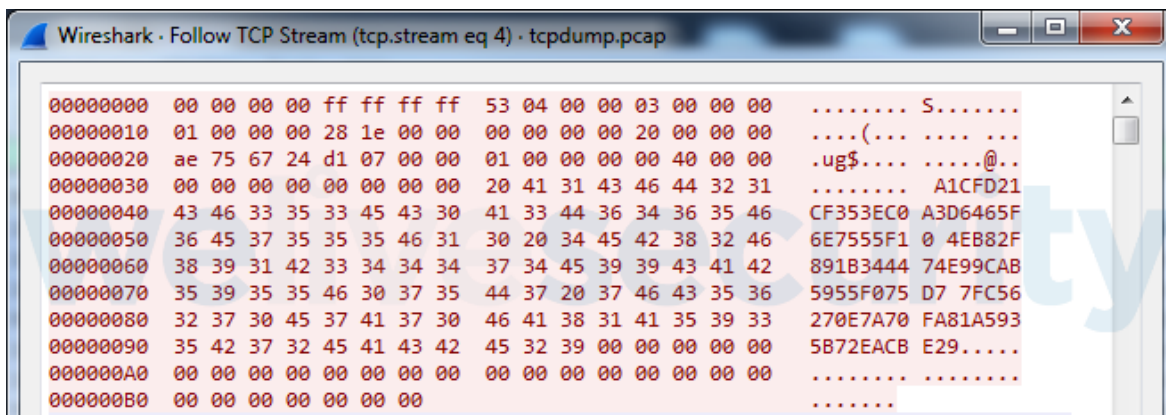 Wireshark · Follow TCP Stream (tcp.stream eq 4) · tcpdump.pcap
00000000 00 00 00 00 ff ff ff ff 53 04 00 00 03 00 00 00 ........ S.......
00000010 01 00 00 00 28 1e 00 00 00 00 00 00 20 00 00 00 ....(... .... ...
00000020 ae 75 67 24 d1 07 00 00 01 00 00 00 00 40 00 00 .ug$.... .....@..
00000030 00 00 00 00 00 00 00 00 20 41 31 43 46 44 32 31 ........ A1CFD21
00000040 43 46 33 35 33 45 43 30 41 33 44 36 34 36 35 46 CF353EC0 A3D6465F
00000050 36 45 37 35 35 35 46 31 30 20 34 45 42 38 32 46 6E7555F1 0 4EB82F
00000060 38 39 31 42 33 34 34 34 37 34 45 39 39 43 41 42 891B3444 74E99CAB
00000070 35 39 35 35 46 30 37 35 44 37 20 37 46 43 35 36 5955F075 D7 7FC56
00000080 32 37 30 45 37 41 37 30 46 41 38 31 41 35 39 33 270E7A70 FA81A593
00000090 35 42 37 32 45 41 43 42 45 32 39 00 00 00 00 00 5B72EACB E29.....
000000A0 00 00 00 00 00 00 00 00 00 00 00 00 00 00 00 00 ........ ........
000000B0 00 00 00 00 00 00 00 .......
welivesecurity